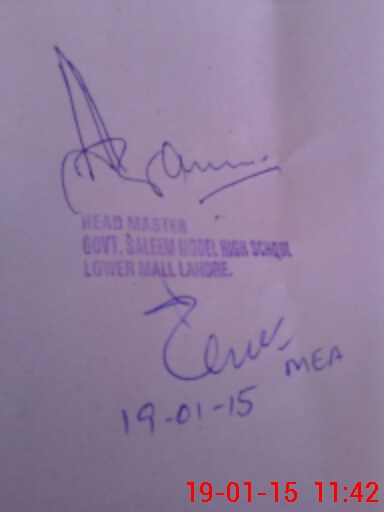 HEAD MASTER
GOVT. SALEEM MODEL HIGH SCHOOL
LOWER MALL LAHORE.
MEA
19-01-15
19-01-15 11:42